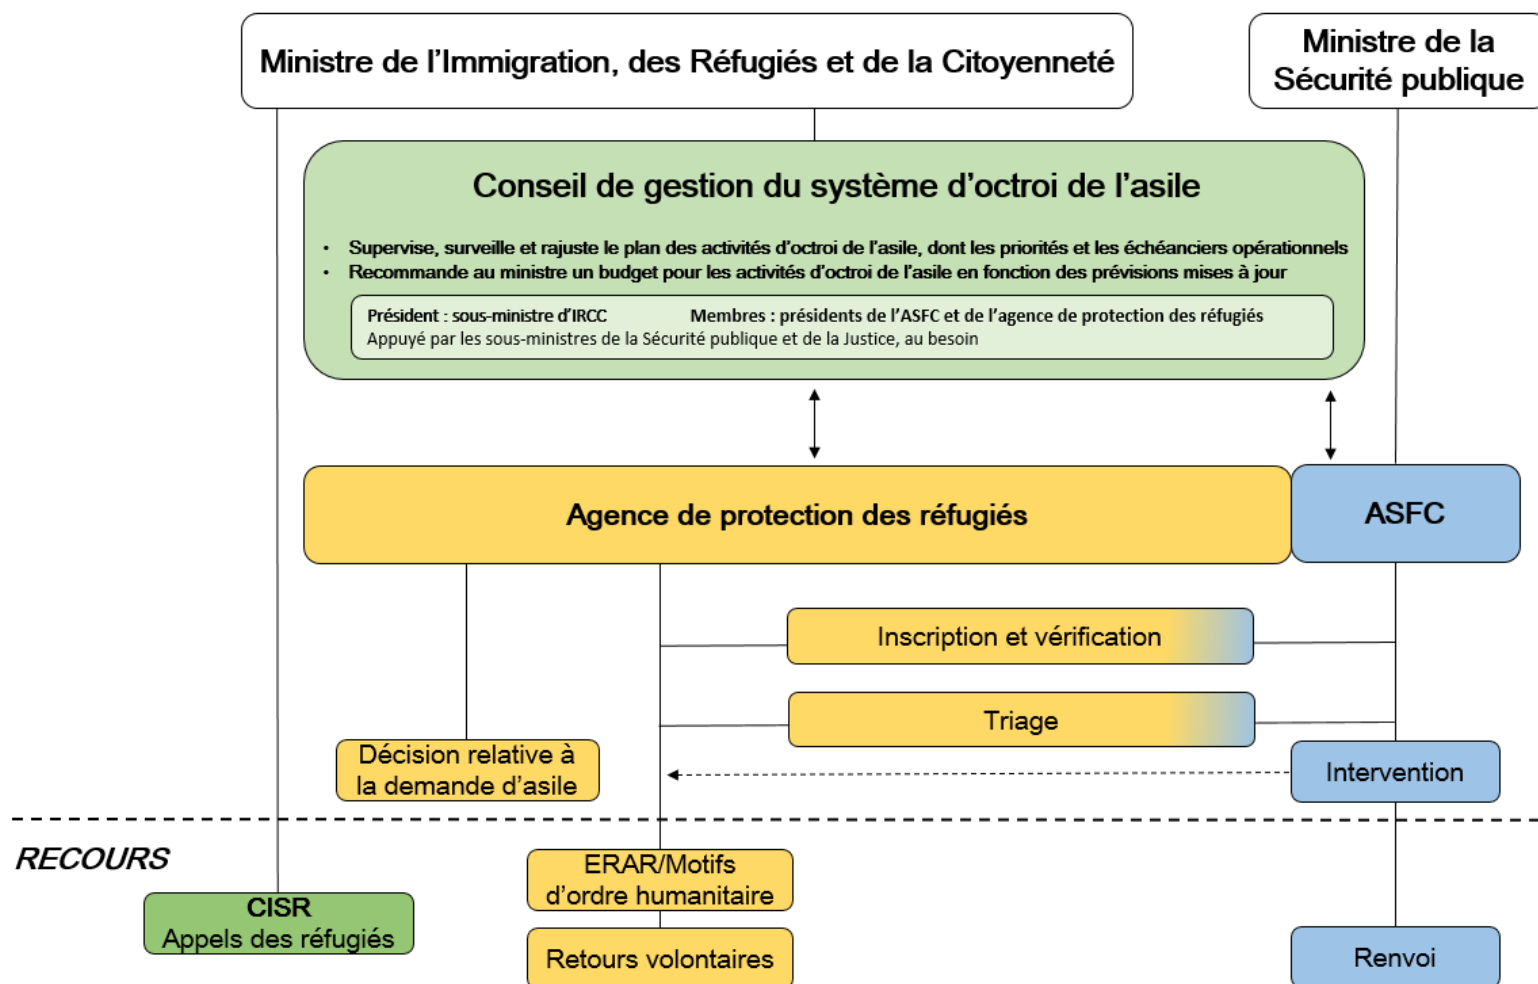 Ministre de l’Immigration, des Réfugiés et de la Citoyenneté
Ministre de la
Sécurité publique
Conseil de gestion du système d’octroi de l’asile
• Supervise, surveille et rajuste le plan des activités d’octroi de l’asile, dont les priorités et les échéanciers opérationnels
• Recommande au ministre un budget pour les activités d’octroi de l’asile en fonction des prévisions mises à jour
Président : sous-ministre d’IRCC Membres : présidents de l’ASFC et de l’agence de protection des réfugiés
Appuyé par les sous-ministres de la Sécurité publique et de la Justice, au besoin
Agence de protection des réfugiés
ASFC
Inscription et vérification
Triage
Décision relative à
la demande d’asile
Intervention
RECOURS
ERAR/Motifs
d’ordre humanitaire
CISR
Appels des réfugiés
Retours volontaires
Renvoi